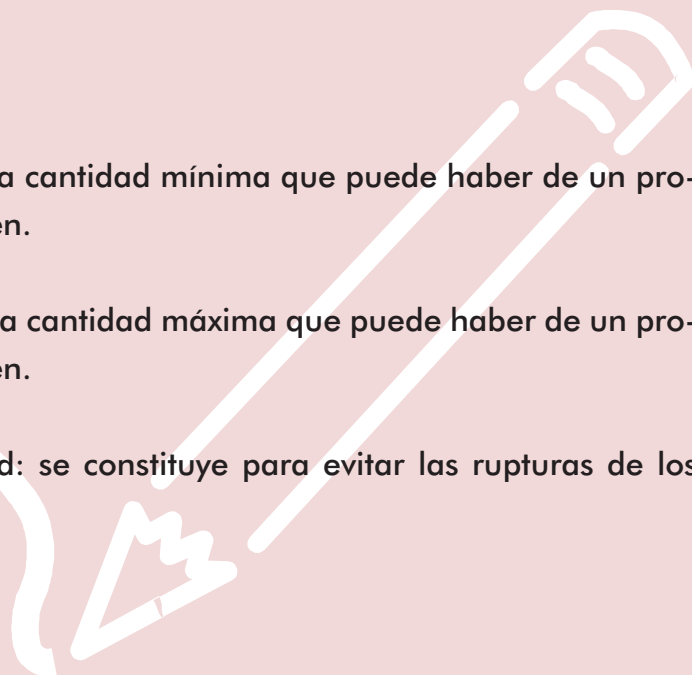 a cantidad mínima que puede haber de un pro-
en.
a cantidad máxima que puede haber de un pro-
en.
d: se constituye para evitar las rupturas de los